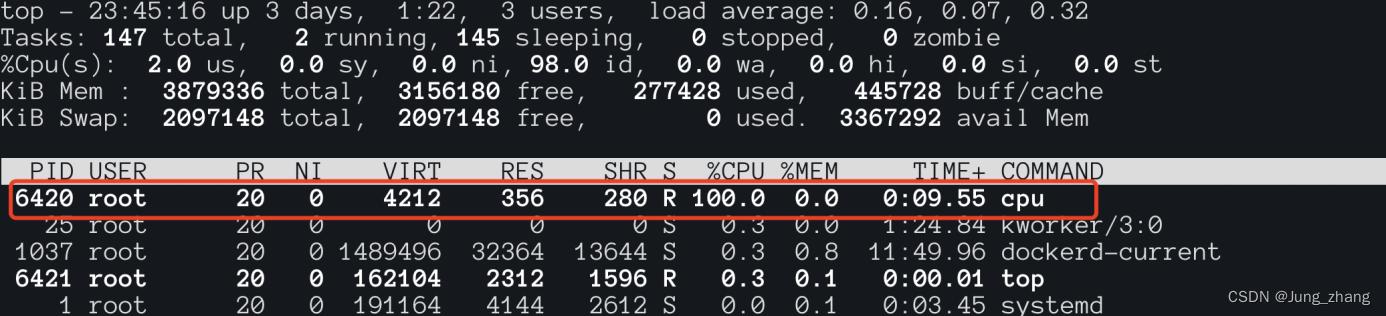 top - 23:45:16 up 3 days,  1:22,  3 users,  load average: 0.16, 0.07, 0.32
Tasks: 147 total,   2 running, 145 sleeping,   0 stopped,   0 zombie
%Cpu(s):  2.0 us,  0.0 sy,  0.0 ni, 98.0 id,  0.0 wa,  0.0 hi,  0.0 si,  0.0 st
KiB Mem :  3879336 total,  3156180 free,   277428 used,   445728 buff/cache
KiB Swap:  2097148 total,  2097148 free,        0 used.  3367292 avail Mem
PID USER      PR  NI    VIRT    RES    SHR S  %CPU %MEM     TIME+ COMMAND
6420 root      20   0    4212    356    280 R 100.0  0.0   0:09.55 cpu
25 root      20   0       0      0      0 S   0.3  0.0   1:24.84 kworker/3:0
1037 root      20   0 1489496  32364  13644 S   0.3  0.8  11:49.96 dockerd-current
6421 root      20   0  162104   2312   1596 R   0.3  0.1   0:00.01 top
1 root      20   0  191164   4144   2612 S   0.0  0.1   0:03.45 systemd
CSDN @Jung_zhang